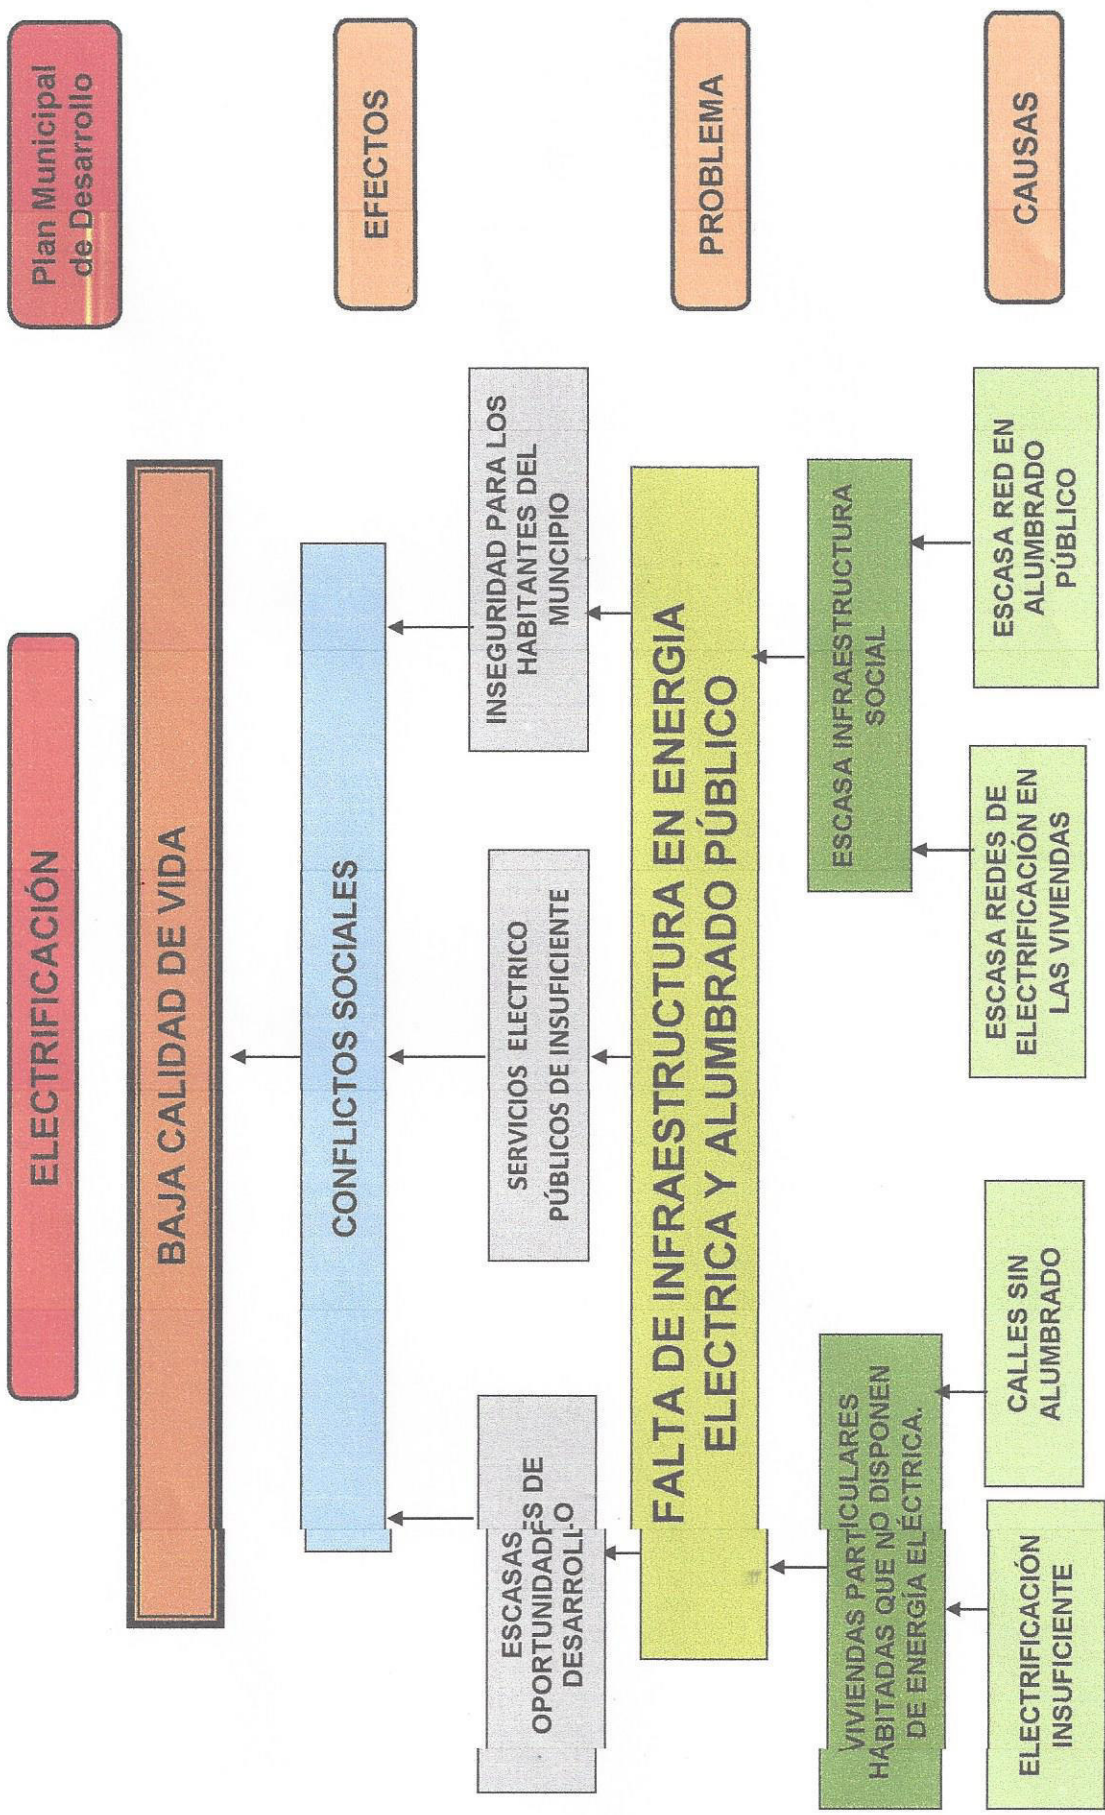 ELECTRIFICACIÓN
Plan Municipal
de Desarrollo
BAJA CALIDAD DE VIDA
EFECTOS
CONFLICTOS SOCIALES
ESCASAS
OPORTUNIDADES DE
DESARROLLO
SERVICIOS ELECTRICO
PÚBLICOS DE INSUFICIENTE
INSEGURIDAD PARA LOS
HABITANTES DEL
MUNCIPIO
PROBLEMA
FALTA DE INFRAESTRUCTURA EN ENERGIA
ELECTRICA Y ALUMBRADO PÚBLICO
VIVIENDAS PARTICULARES
HABITADAS QUE NO DISPONEN
DE ENERGÍA ELÉCTRICA.
ESCASA INFRAESTRUCTURA
SOCIAL
CAUSAS
ELECTRIFICACIÓN
INSUFICIENTE
CALLES SIN
ALUMBRADO
ESCASA REDES DE
ELECTRIFICACIÓN EN
LAS VIVIENDAS
ESCASA RED EN
ALUMBRADO
PÚBLICO